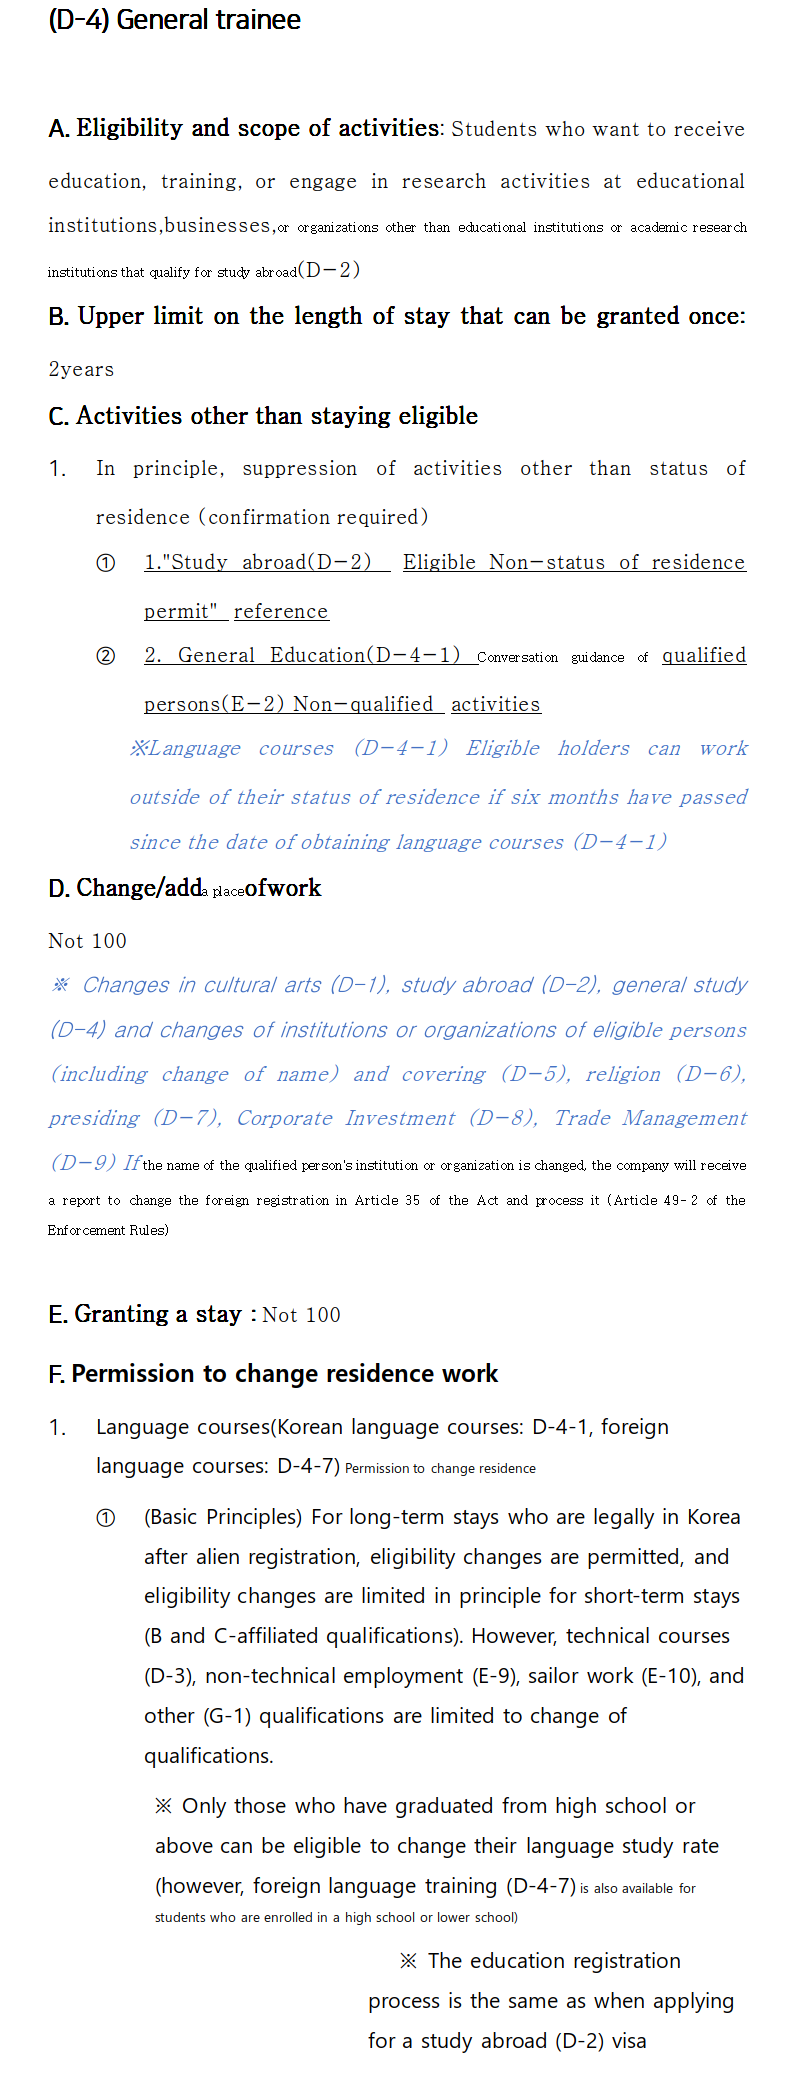 (D-4) General trainee
A. Eligibility and scope of activities: Students who want to receive
education, training, or engage in research activities at educational
institutions,businesses,or organizations other than educational institutions or academic research
institutions that qualify for study abroad(D-2)
B. Upper limit on the length of stay that can be granted once:
2years
C. Activities other than staying eligible
1. In principle, suppression of activities other than status of
residence (confirmation required)
① 1."Study abroad(D-2) Eligible Non-status of residence
permit" reference
② 2. General Education(D-4-1) Conversation guidance of qualified
persons(E-2) Non-qualified activities
※Language courses (D-4-1) Eligible holders can work
outside of their status of residence if six months have passed
since the date of obtaining language courses (D-4-1)
D. Change/adda placeofwork
Not 100
※ Changes in cultural arts (D-1), study abroad (D-2), general study
(D-4) and changes of institutions or organizations of eligible persons
(including change of name) and covering (D-5), religion (D-6),
presiding (D-7), Corporate Investment (D-8), Trade Management
(D-9) If the name of the qualified person's institution or organization is changed, the company will receive
a report to change the foreign registration in Article 35 of the Act and process it (Article 49-2 of the
Enforcement Rules)
E. Granting a stay : Not 100
F. Permission to change residence work
1. Language courses(Korean language courses: D-4-1, foreign
language courses: D-4-7) Permission to change residence
① (Basic Principles) For long-term stays who are legally in Korea
after alien registration, eligibility changes are permitted, and
eligibility changes are limited in principle for short-term stays
(B and C-affiliated qualifications). However, technical courses
(D-3), non-technical employment (E-9), sailor work (E-10), and
other (G-1) qualifications are limited to change of
qualifications.
※ Only those who have graduated from high school or
above can be eligible to change their language study rate
(however, foreign language training (D-4-7) is also available for
students who are enrolled in a high school or lower school)
※ The education registration
process is the same as when applying
for a study abroad (D-2) visa